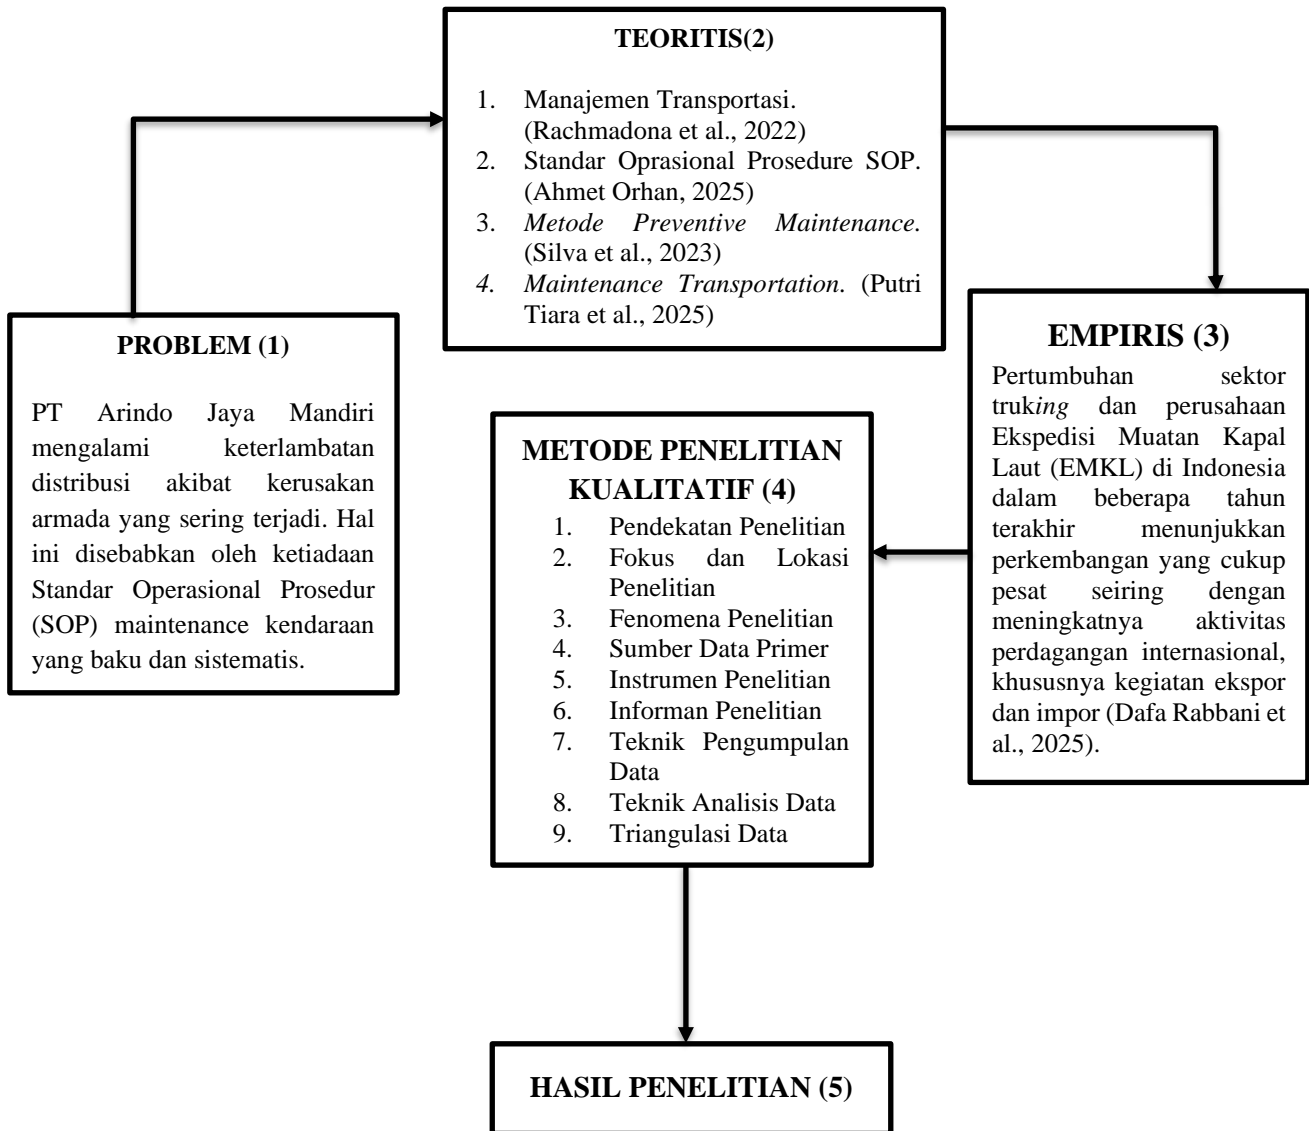 PROBLEM (1)
PT Arindo Jaya Mandiri
mengalami keterlambatan
distribusi akibat kerusakan
armada yang sering terjadi. Hal
ini disebabkan oleh ketiadaan
Standar Operasional Prosedur
(SOP) maintenance kendaraan
yang baku dan sistematis.
TEORITIS(2)
1. Manajemen Transportasi.
(Rachmadona et al., 2022)
2. Standar Oprasional Prosedure SOP.
(Ahmet Orhan, 2025)
3. Metode Preventive Maintenance.
(Silva et al., 2023)
4. Maintenance Transportation. (Putri
Tiara et al., 2025)
EMPIRIS (3)
Pertumbuhan sektor
truking dan perusahaan
Ekspedisi Muatan Kapal
Laut (EMKL) di Indonesia
dalam beberapa tahun
terakhir menunjukkan
perkembangan yang cukup
pesat seiring dengan
meningkatnya aktivitas
perdagangan internasional,
khususnya kegiatan ekspor
dan impor (Dafa Rabbani et
al., 2025).
METODE PENELITIAN
KUALITATIF (4)
1. Pendekatan Penelitian
2. Fokus dan Lokasi
Penelitian
3. Fenomena Penelitian
4. Sumber Data Primer
5. Instrumen Penelitian
6. Informan Penelitian
7. Teknik Pengumpulan
Data
8. Teknik Analisis Data
9. Triangulasi Data
HASIL PENELITIAN (5)